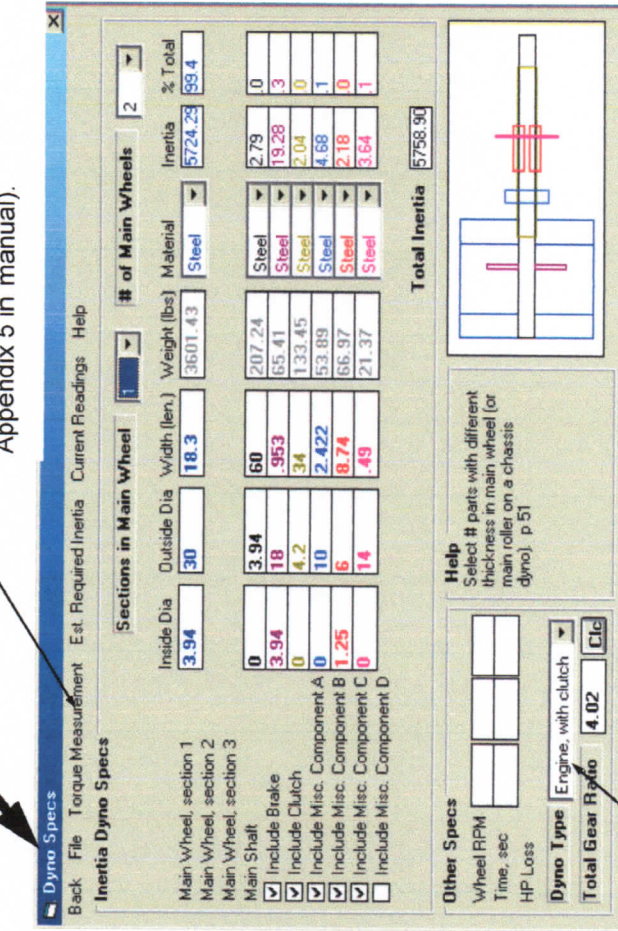 Appendix 5 in manual).
Dyno Specs
Back File Torque Measurement Est. Required Inertia Current Readings Help
Inertia Dyno Specs
Sections in Main Wheel 1 # of Main Wheels 2
Inside Dia Outside Dia Width (len.) Weight (lbs) Material Inertia % Total
Main Wheel, section 1 3.94 30 18.3 3601.43 Steel 5724.29 99.4
Main Wheel, section 2
Main Wheel, section 3
Main Shaft 0 3.94 60 207.24 Steel 2.79 .0
Include Brake 3.94 18 .953 65.41 Steel 19.28 .3
Include Clutch 0 4.2 34 133.45 Steel 2.04 .0
Include Misc. Component A 0 10 2.422 53.89 Steel 4.68 .1
Include Misc. Component B 1.25 6 8.74 66.97 Steel 2.18 .0
Include Misc. Component C 0 14 .49 21.37 Steel 3.64 .1
Include Misc. Component D
Total Inertia 5758.90
Other Specs
Wheel RPM
Time, sec
HP Loss
Dyno Type Engine, with clutch
Total Gear Ratio 4.02 Clc
Help
Select # parts with different
thickness in main wheel (or
main roller on a chassis
dyno). p 51